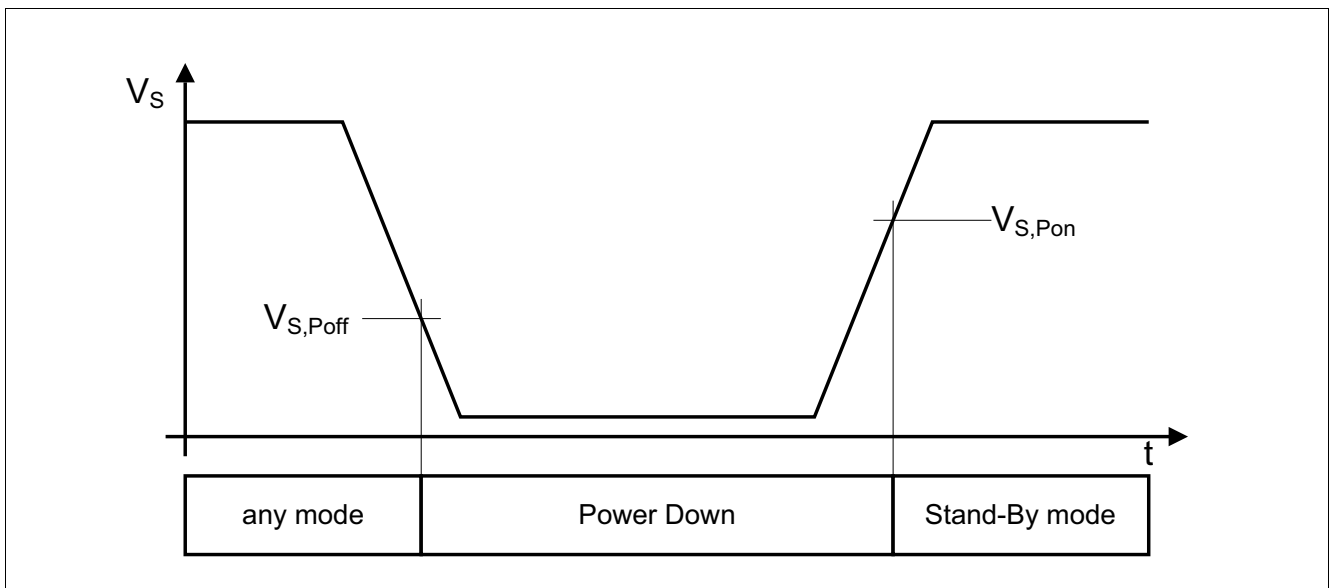 V_S
V_S,Pon
V_S,Poff
t
any mode
Power Down
Stand-By mode